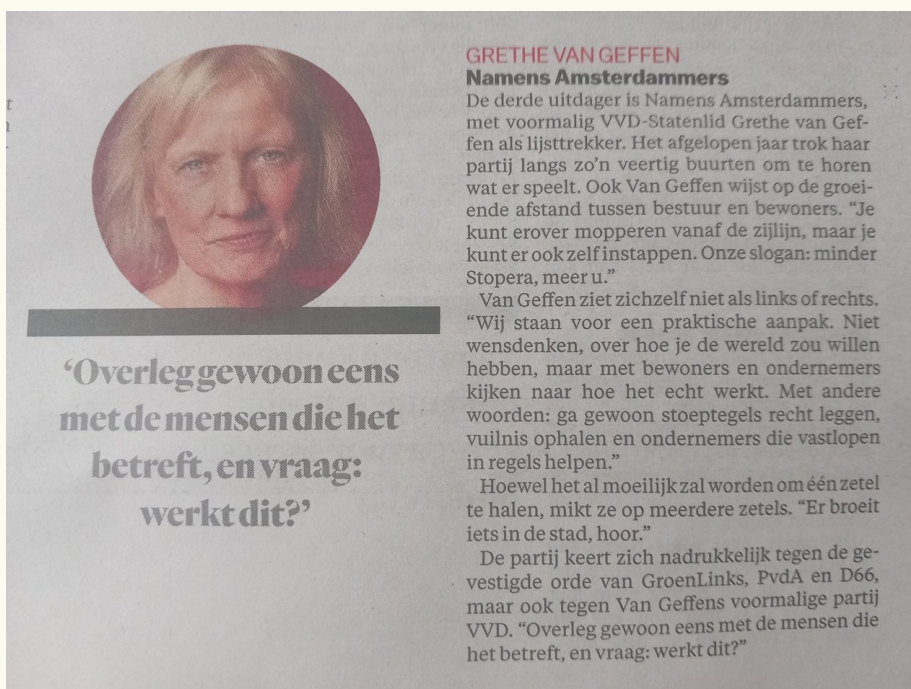 ‘Overleg gewoon eens
met de mensen die het
betreft, en vraag:
werkt dit?’
GRETHE VAN GEFFEN
Namens Amsterdammers
De derde uitdager is Namens Amsterdammers,
met voormalig VVD-Statenlid Grethe van Gef-
fen als lijsttrekker. Het afgelopen jaar trok haar
partij langs zo’n veertig buurten om te horen
wat er speelt. Ook Van Geffen wijst op de groei-
ende afstand tussen bestuur en bewoners. “Je
kunt erover mopperen vanaf de zijlijn, maar je
kunt er ook zelf instappen. Onze slogan: minder
Stopera, meer u.”
Van Geffen ziet zichzelf niet als links of rechts.
“Wij staan voor een praktische aanpak. Niet
wensdenken, over hoe je de wereld zou willen
hebben, maar met bewoners en ondernemers
kijken naar hoe het echt werkt. Met andere
woorden: ga gewoon stoeptegels recht leggen,
vuilnis ophalen en ondernemers die vastlopen
in regels helpen.”
Hoewel het al moeilijk zal worden om één zetel
te halen, mikt ze op meerdere zetels. “Er broeit
iets in de stad, hoor.”
De partij keert zich nadrukkelijk tegen de ge-
vestigde orde van GroenLinks, PvdA en D66,
maar ook tegen Van Geffens voormalige partij
VVD. “Overleg gewoon eens met de mensen die
het betreft, en vraag: werkt dit?”